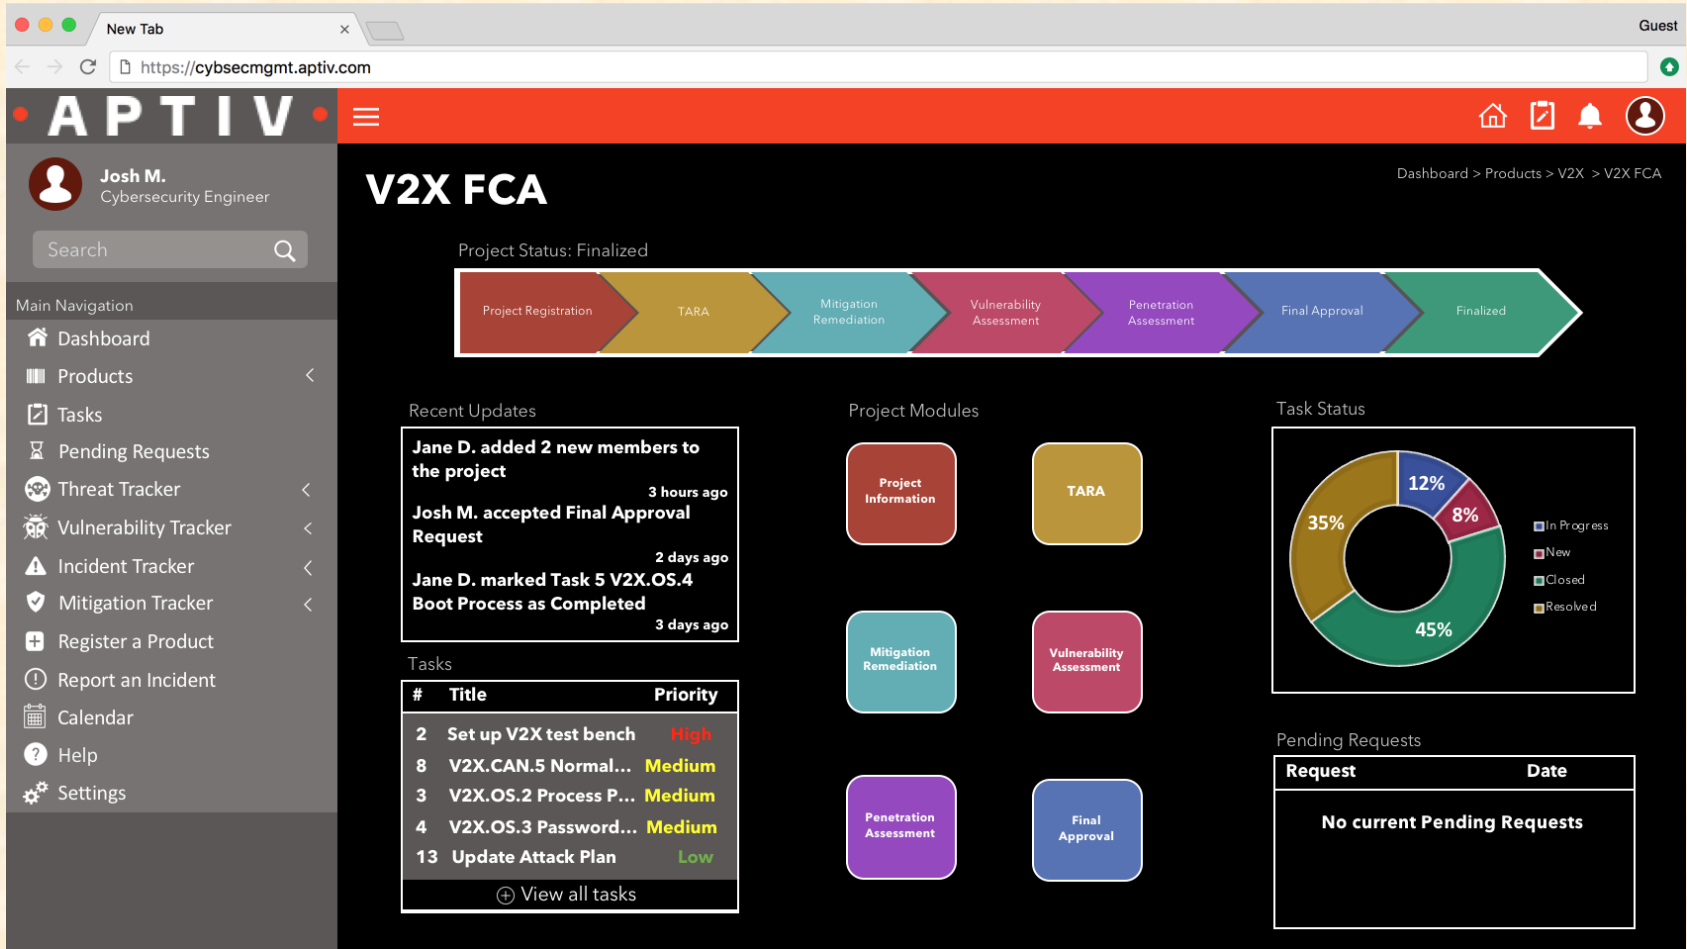 New Tab
Guest
https://cybsecmgmt.aptiv.com
APTIV
Josh M.
Cybersecurity Engineer
Search
Main Navigation
Dashboard
Products
Tasks
Pending Requests
Threat Tracker
Vulnerability Tracker
Incident Tracker
Mitigation Tracker
Register a Product
Report an Incident
Calendar
Help
Settings
V2X FCA
Dashboard > Products > V2X > V2X FCA
Project Status: Finalized
Project Registration
TARA
Mitigation
Remediation
Vulnerability
Assessment
Penetration
Assessment
Final Approval
Finalized
Recent Updates
Jane D. added 2 new members to
the project
3 hours ago
Josh M. accepted Final Approval
Request
2 days ago
Jane D. marked Task 5 V2X.OS.4
Boot Process as Completed
3 days ago
Tasks
# Title Priority
2 Set up V2X test bench High
8 V2X.CAN.5 Normal... Medium
3 V2X.OS.2 Process P... Medium
4 V2X.OS.3 Password... Medium
13 Update Attack Plan Low
View all tasks
Project Modules
Project
Information
TARA
Mitigation
Remediation
Vulnerability
Assessment
Penetration
Assessment
Final
Approval
Task Status
12%
8%
35%
45%
In Progress
New
Closed
Resolved
Pending Requests
Request Date
No current Pending Requests